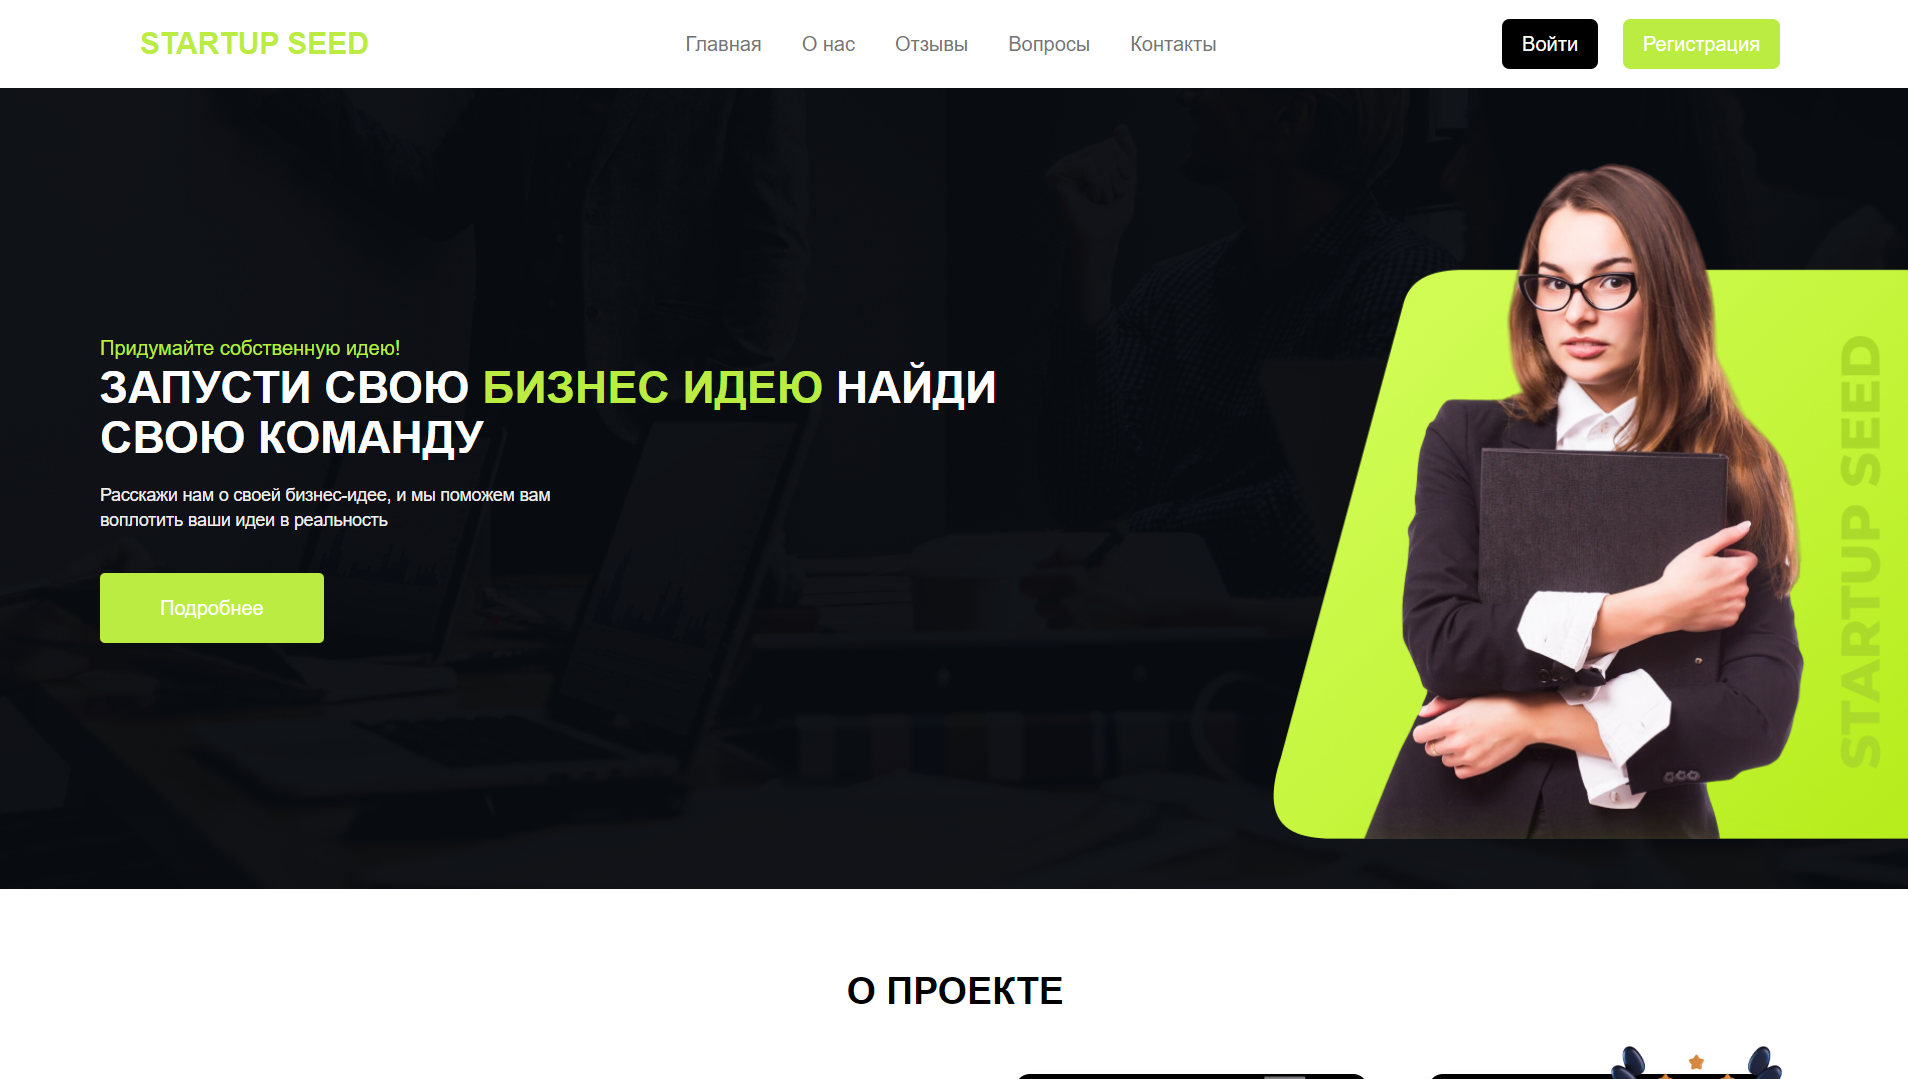 STARTUP SEED
Главная
О нас
Отзывы
Вопросы
Контакты
Войти
Регистрация
Придумайте собственную идею!
ЗАПУСТИ СВОЮ БИЗНЕС ИДЕЮ НАЙДИ
СВОЮ КОМАНДУ
Расскажи нам о своей бизнес-идее, и мы поможем вам
воплотить ваши идеи в реальность
Подробнее
STARTUP SEED
О ПРОЕКТЕ